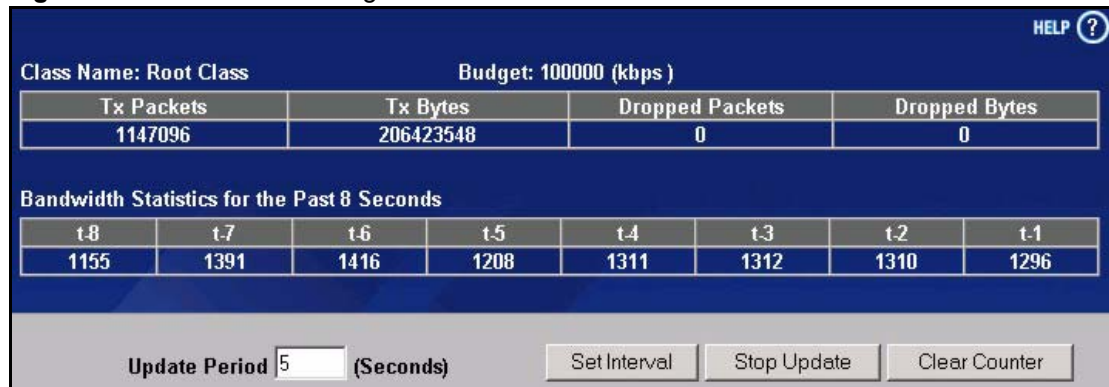 HELP ?
Class Name: Root Class Budget: 100000 (kbps )
Tx Packets Tx Bytes Dropped Packets Dropped Bytes
1147096 206423548 0 0
Bandwidth Statistics for the Past 8 Seconds
t-8 t-7 t-6 t-5 t-4 t-3 t-2 t-1
1155 1391 1416 1208 1311 1312 1310 1296
Update Period 5 (Seconds) Set Interval Stop Update Clear Counter